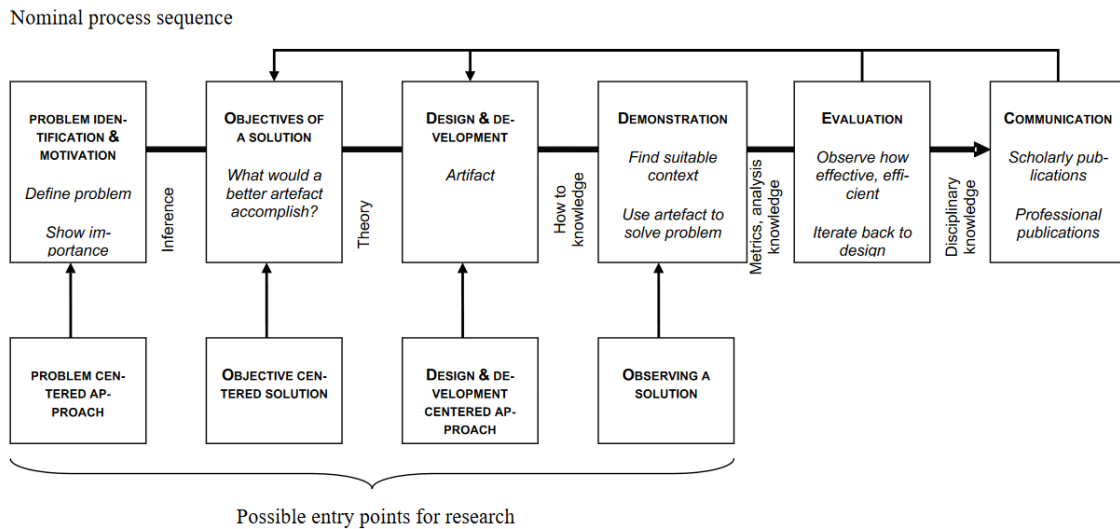 Nominal process sequence
PROBLEM IDEN-
TIFICATION &
MOTIVATION
Define problem
Show im-
portance
Inference
OBJECTIVES OF
A SOLUTION
What would a
better artefact
accomplish?
Theory
DESIGN & DE-
VELOPMENT
Artifact
How to
knowledge
DEMONSTRATION
Find suitable
context
Use artefact to
solve problem
Metrics, analysis
knowledge
EVALUATION
Observe how
effective, effi-
cient
Iterate back to
design
Disciplinary
knowledge
COMMUNICATION
Scholarly pub-
lications
Professional
publications
PROBLEM CEN-
TERED AP-
PROACH
OBJECTIVE CEN-
TERED SOLUTION
DESIGN & DE-
VELOPMENT
CENTERED AP-
PROACH
OBSERVING A
SOLUTION
Possible entry points for research